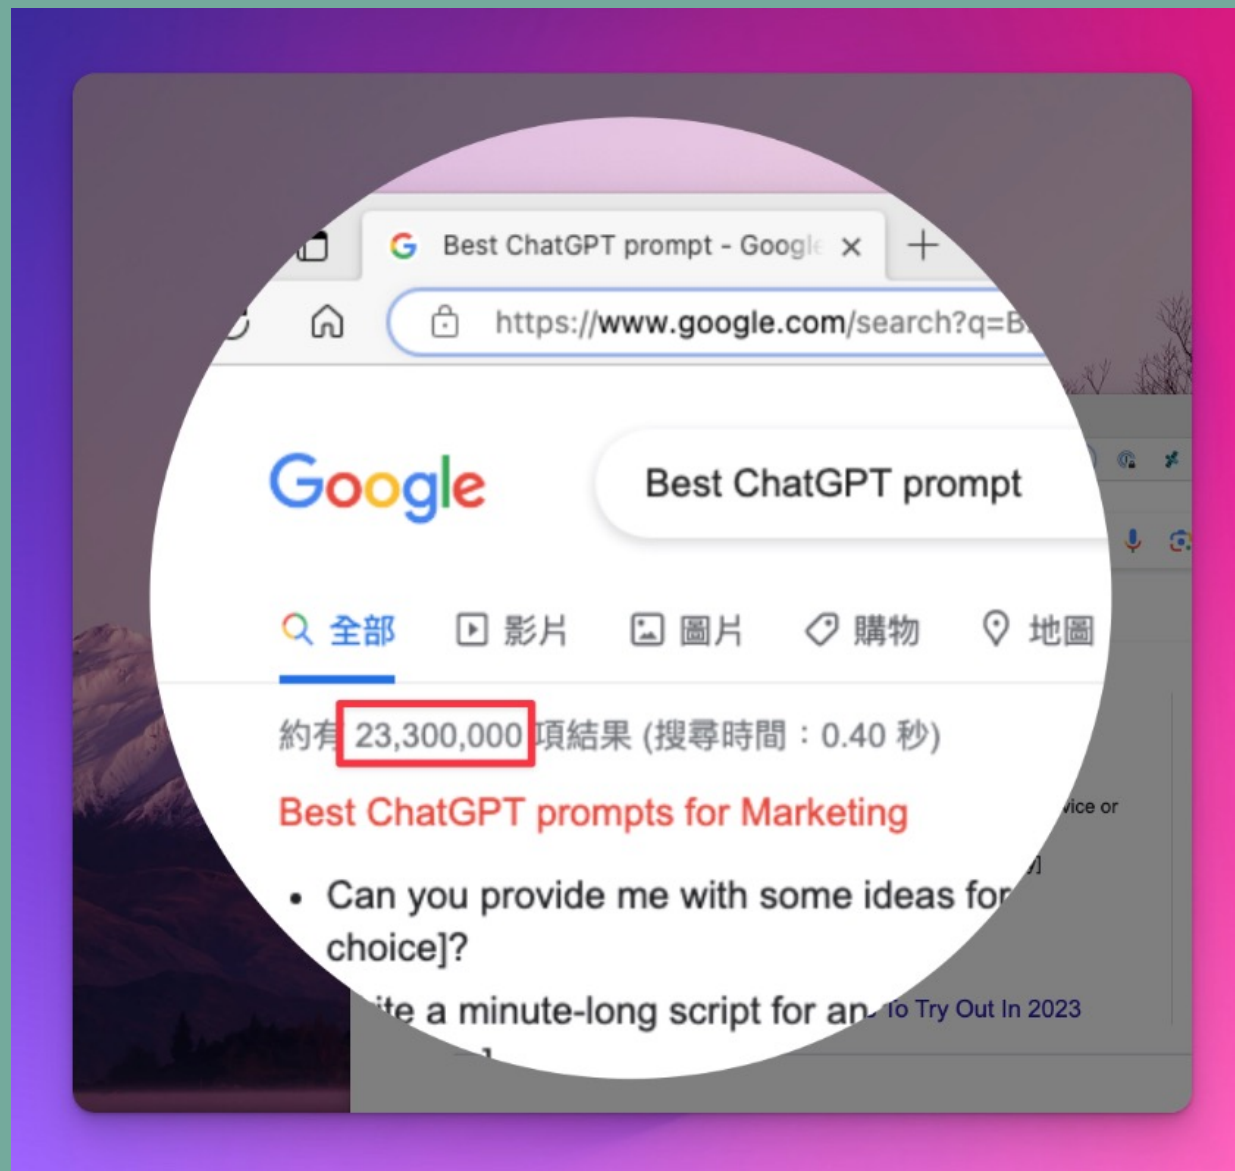 Best ChatGPT prompt - Google
https://www.google.com/search?q=B
Google
Best ChatGPT prompt
全部 影片 圖片 購物 地圖
約有 23,300,000 項結果 (搜尋時間：0.40 秒)
Best ChatGPT prompts for Marketing
vice or
• Can you provide me with some ideas for
choice]?
a minute-long script for an
To Try Out In 2023